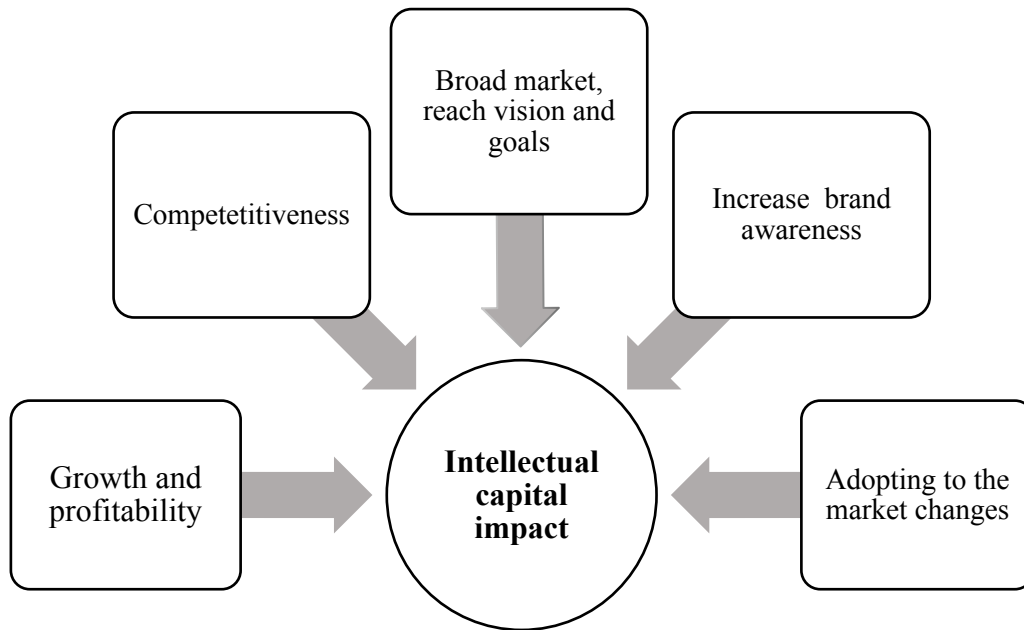 Broad market,
reach vision and
goals
Competetitiveness
Increase brand
awareness
Growth and
profitability
Intellectual
capital
impact
Adopting to the
market changes